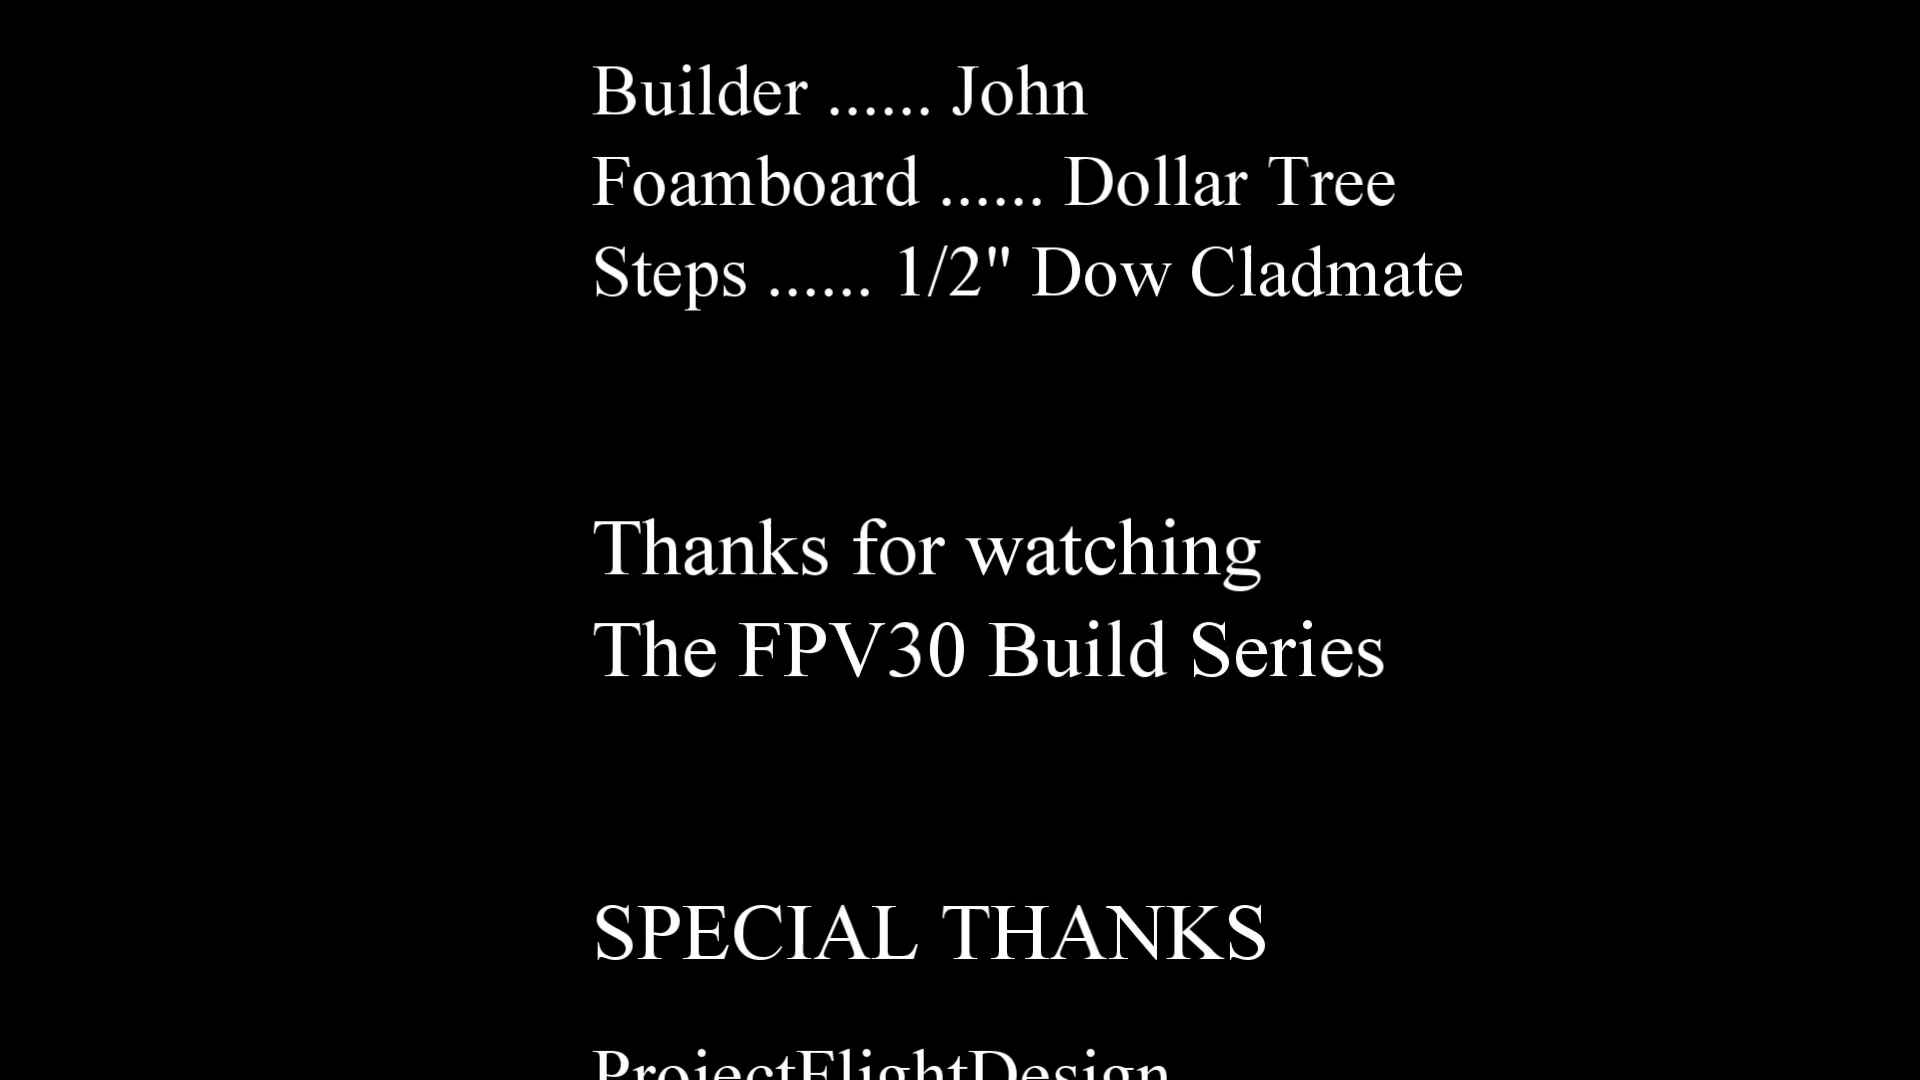 Builder ...... John
Foamboard ...... Dollar Tree
Steps ...... 1/2" Dow Cladmate
Thanks for watching
The FPV30 Build Series
SPECIAL THANKS
ProjectFlightDesign